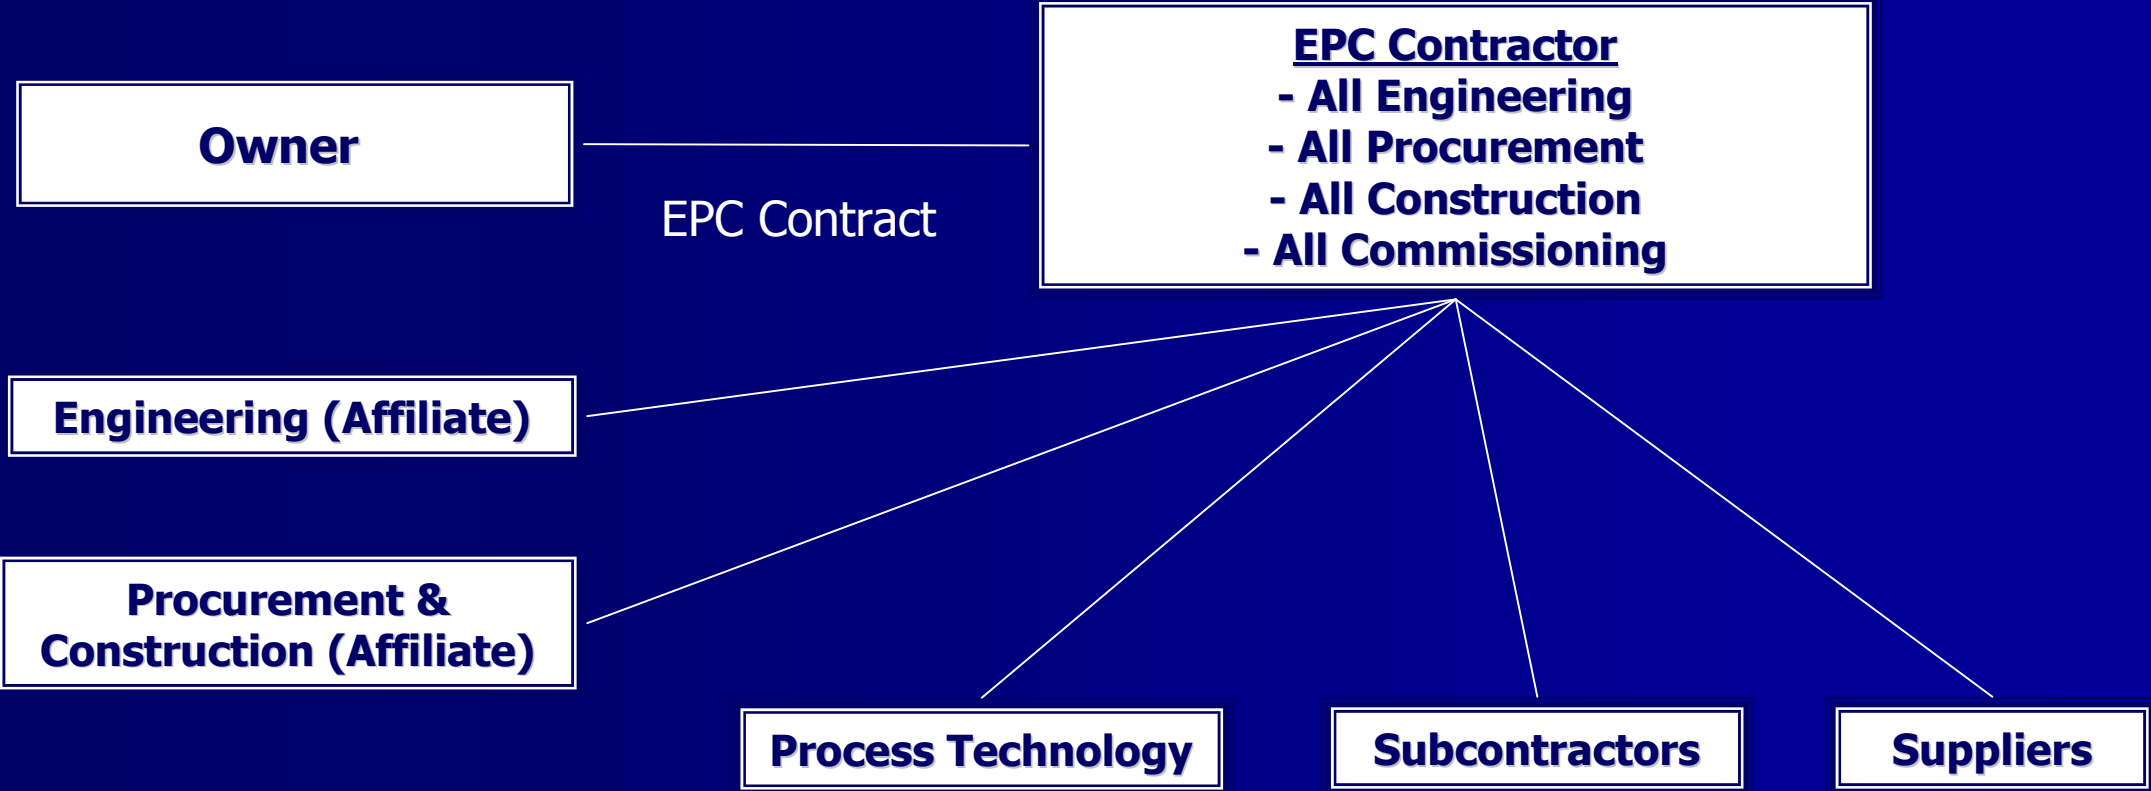 EPC Contractor
- All Engineering
- All Procurement
- All Construction
- All Commissioning
Owner
EPC Contract
Engineering (Affiliate)
Procurement &
Construction (Affiliate)
Process Technology
Subcontractors
Suppliers